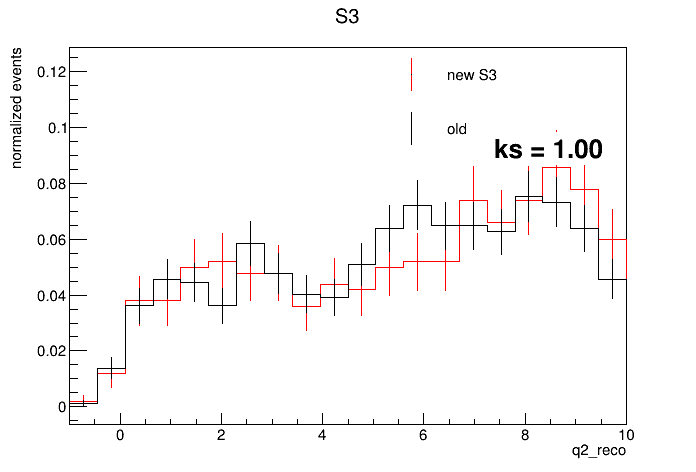 S3
normalized events
0.12
0.1
0.08
0.06
0.04
0.02
0
new S3
old
ks = 1.00
0 2 4 6 8 10
q2_reco